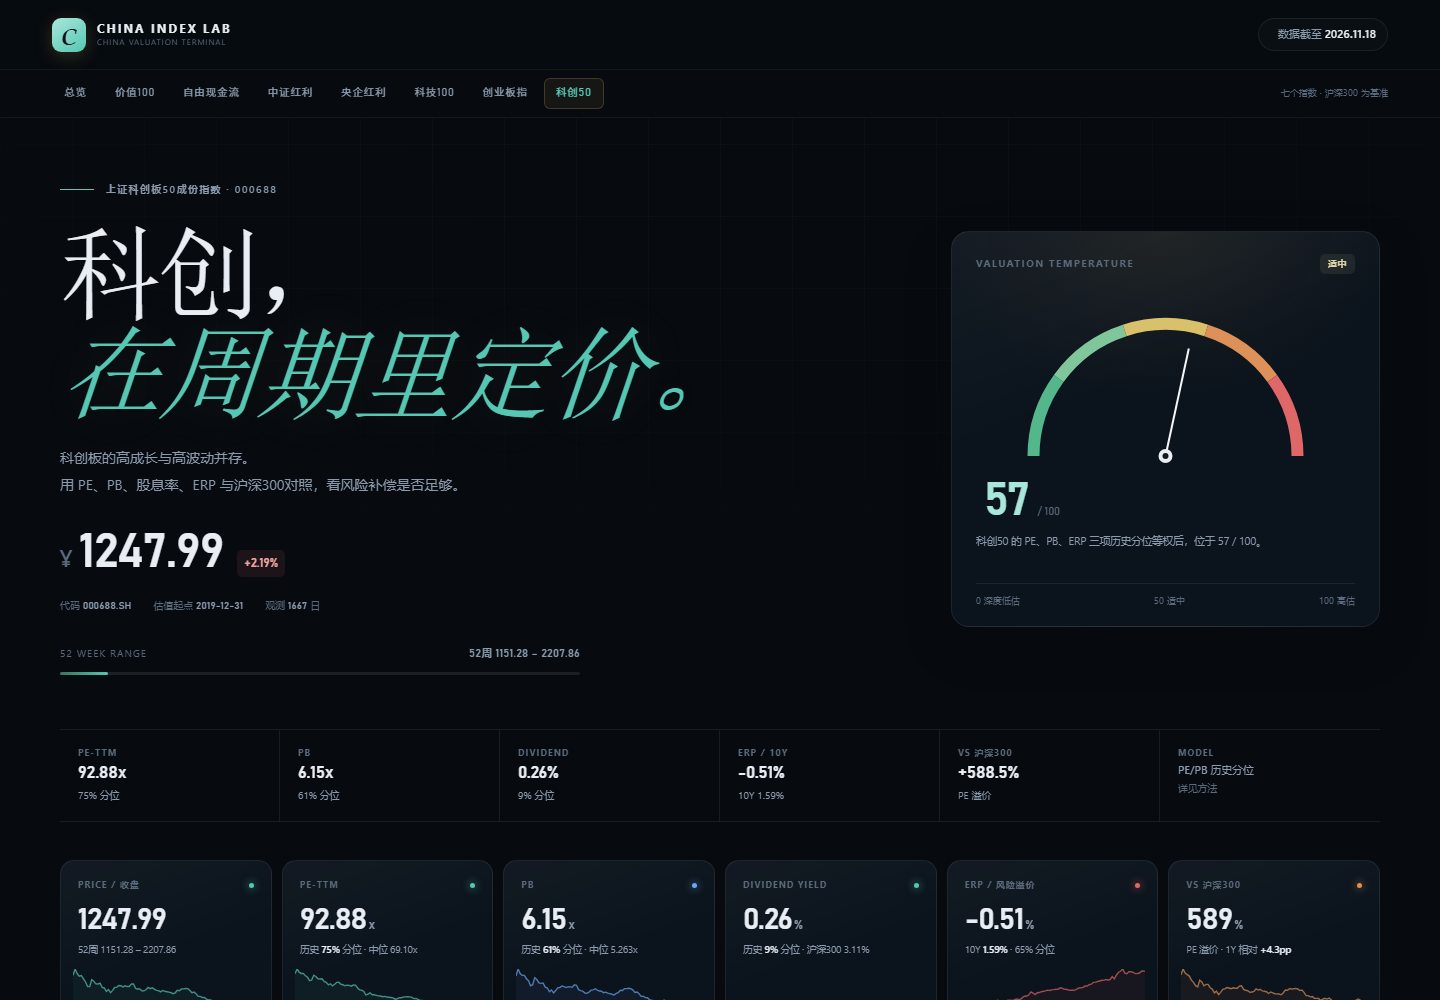 C CHINA INDEX LAB
CHINA VALUATION TERMINAL
数据截至 2026.11.18
总览 价值100 自由现金流 中证红利 央企红利 科技100 创业板指 科创50
七个指数 · 沪深300 为基准
上证科创板50成份指数 · 000688
科创，
在周期里定价。
科创板的高成长与高波动并存。
用 PE、PB、股息率、ERP 与沪深300对照，看风险补偿是否足够。
¥ 1247.99 +2.19%
代码 000688.SH 估值起点 2019-12-31 观测 1667 日
52 WEEK RANGE 52周 1151.28 – 2207.86
VALUATION TEMPERATURE 适中
57 / 100
科创50 的 PE、PB、ERP 三项历史分位等权后，位于 57 / 100。
0 深度低估 50 适中 100 高估
PE-TTM
92.88x
75% 分位
PB
6.15x
61% 分位
DIVIDEND
0.26%
9% 分位
ERP / 10Y
-0.51%
10Y 1.59%
VS 沪深300
+588.5%
PE 溢价
MODEL
PE/PB 历史分位
详见方法
PRICE / 收盘
1247.99
52周 1151.28 – 2207.86
PE-TTM
92.88x
历史 75% 分位 · 中位 69.10x
PB
6.15x
历史 61% 分位 · 中位 5.263x
DIVIDEND YIELD
0.26%
历史 9% 分位 · 沪深300 3.11%
ERP / 风险溢价
-0.51%
10Y 1.59% · 65% 分位
VS 沪深300
589%
PE 溢价 · 1Y 相对 +4.3pp